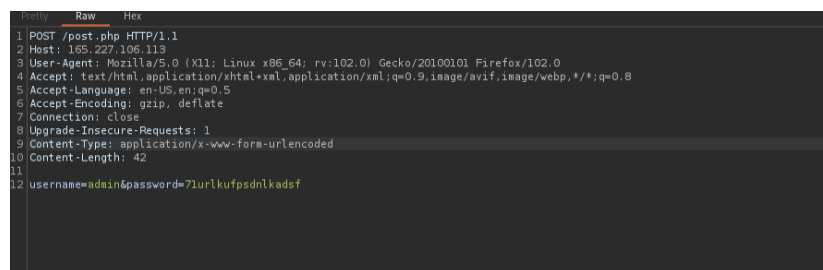 Pretty Raw Hex
1 POST /post.php HTTP/1.1
2 Host: 165.227.106.113
3 User-Agent: Mozilla/5.0 (X11; Linux x86_64; rv:102.0) Gecko/20100101 Firefox/102.0
4 Accept: text/html,application/xhtml+xml,application/xml;q=0.9,image/avif,image/webp,*/*;q=0.8
5 Accept-Language: en-US,en;q=0.5
6 Accept-Encoding: gzip, deflate
7 Connection: close
8 Upgrade-Insecure-Requests: 1
9 Content-Type: application/x-www-form-urlencoded
10 Content-Length: 42
11
12 username=admin&password=71urlkufpsdnlkadsf